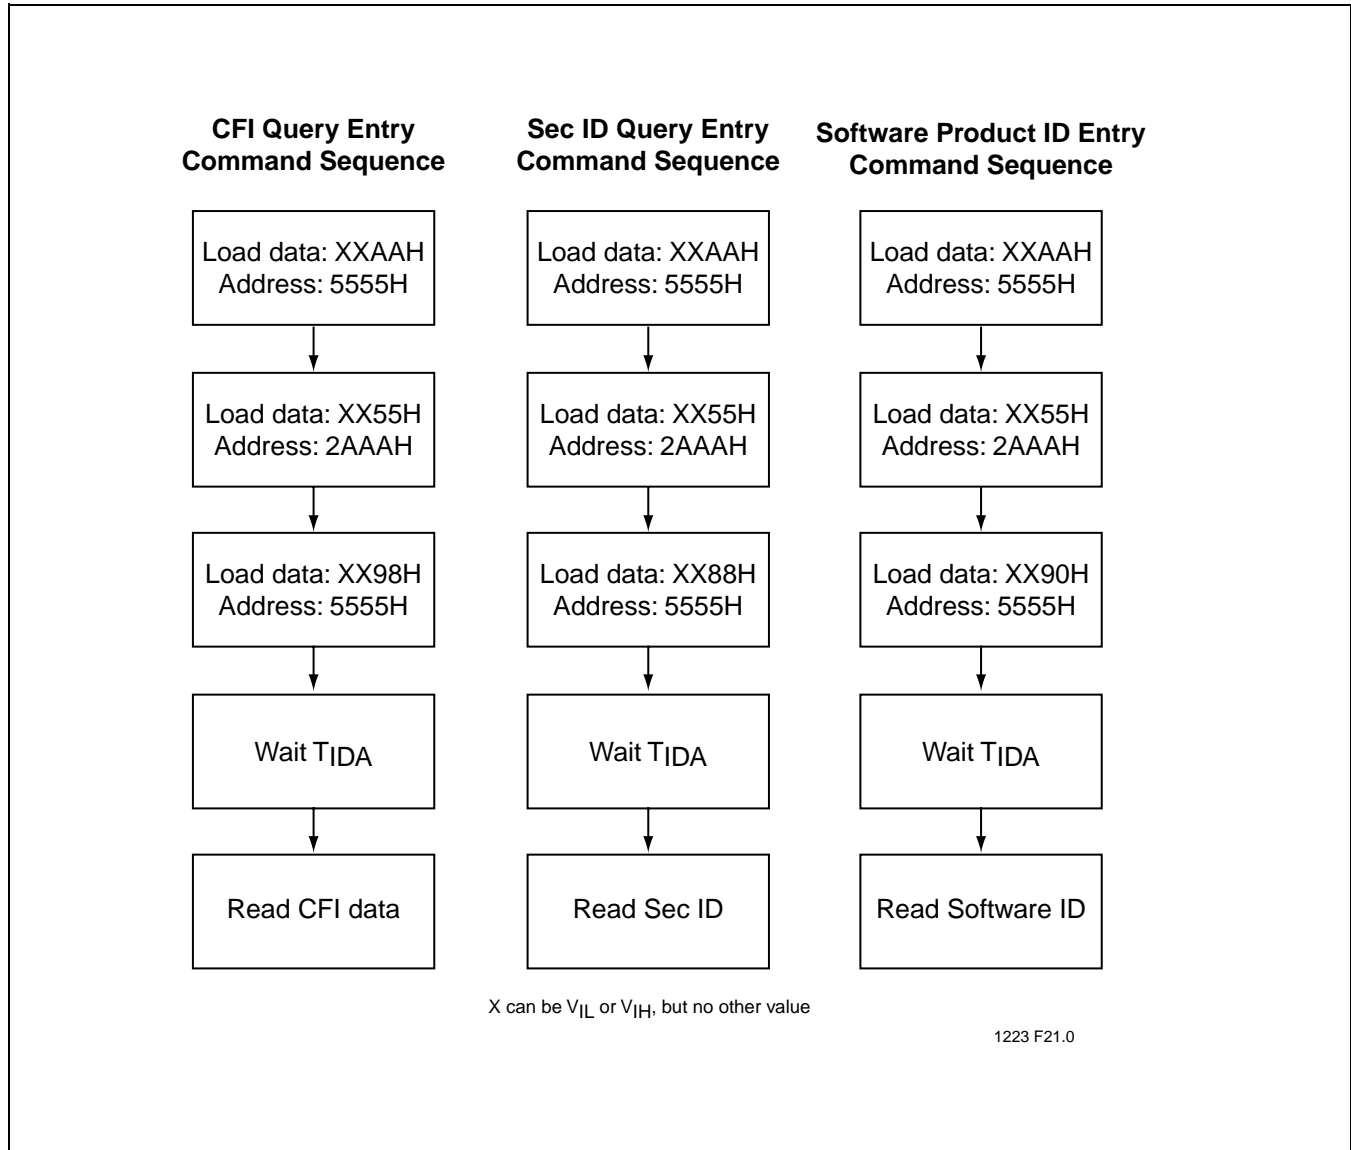 CFI Query Entry
Command Sequence
Load data: XXAAH
Address: 5555H
Load data: XX55H
Address: 2AAAH
Load data: XX98H
Address: 5555H
Wait TIDA
Read CFI data
Sec ID Query Entry
Command Sequence
Load data: XXAAH
Address: 5555H
Load data: XX55H
Address: 2AAAH
Load data: XX88H
Address: 5555H
Wait TIDA
Read Sec ID
Software Product ID Entry
Command Sequence
Load data: XXAAH
Address: 5555H
Load data: XX55H
Address: 2AAAH
Load data: XX90H
Address: 5555H
Wait TIDA
Read Software ID
X can be VIL or VIH, but no other value
1223 F21.0